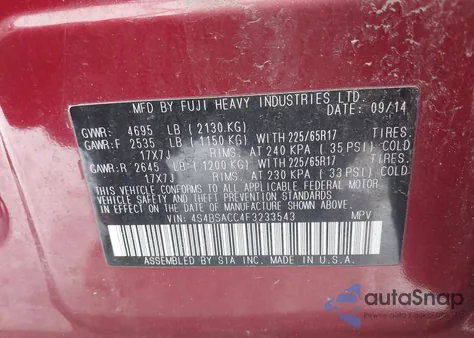 MFD BY FUJI HEAVY INDUSTRIES LTD.
DATE: 09/14
GVWR: 4695 LB (2130 KG)
GAWR:F 2535 LB (1150 KG) WITH 225/65R17 TIRES.
17X7J RIMS. AT 240 KPA (35 PSI) COLD
GAWR:R 2645 LB (1200 KG) WITH 225/65R17 TIRES.
17X7J RIMS. AT 230 KPA (33 PSI) COLD
THIS VEHICLE CONFORMS TO ALL APPLICABLE FEDERAL MOTOR
VEHICLE SAFETY AND THEFT PREVENTION STANDARDS
IN EFFECT ON THE DATE OF MANUFACTURE SHOWN ABOVE.
VIN: 4S4BSACC4F3233543 MPV
ASSEMBLED BY SIA INC. MADE IN U.S.A.
autoSnap